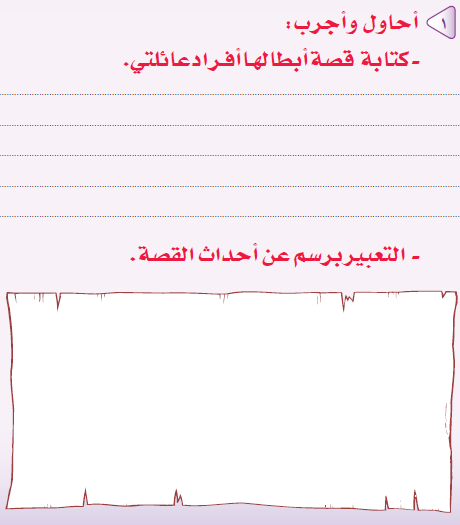 ١ أحاول وأجرب:
- كتابة قصة أبطالها أفراد عائلتي.
- التعبير برسم عن أحداث القصة.